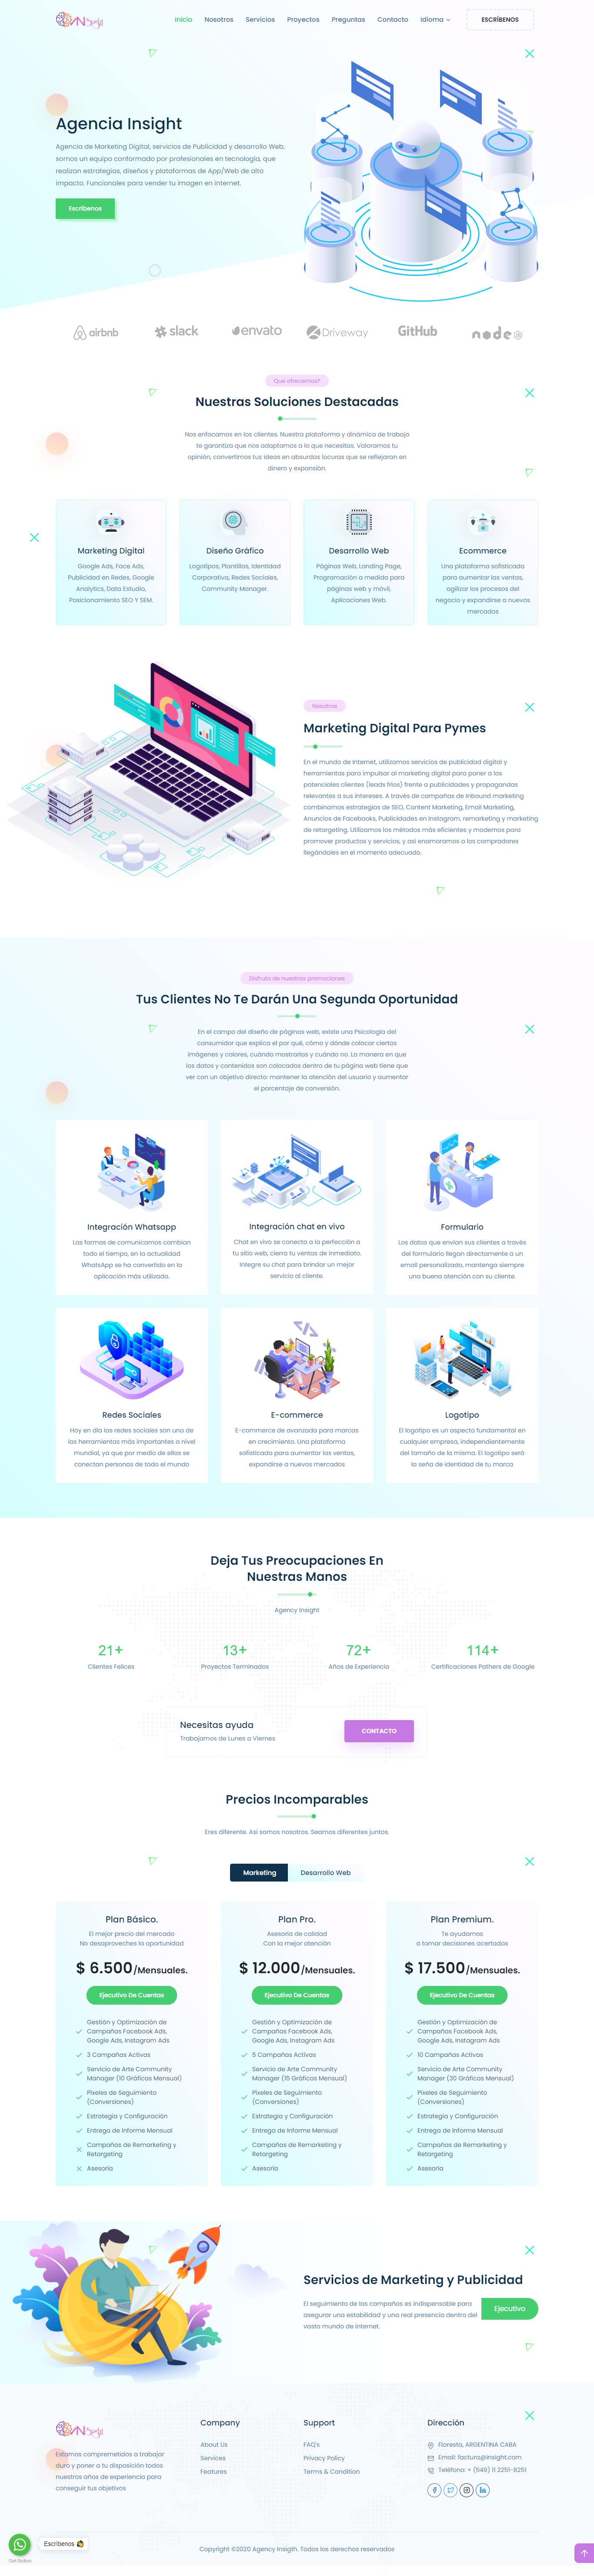 Inicio Nosotros Servicios Proyectos Preguntas Contacto Idioma ESCRÍBENOS
Agencia Insight
Agencia de Marketing Digital, servicios de Publicidad y desarrollo Web,
somos un equipo conformado por profesionales en tecnología, que
realizan estrategias, diseños y plataformas de App/Web de alto
impacto. Funcionales para vender tu imagen en internet.
Escríbenos
airbnb slack envato Driveway GitHub node
Que ofrecemos?
Nuestras Soluciones Destacadas
Nos enfocamos en los clientes. Nuestra plataforma y dinámica de trabajo
te garantiza que nos adaptamos a lo que necesitas. Valoramos tu
opinión, convertimos tus ideas en absurdas locuras que se reflejaran en
dinero y expansión.
Marketing Digital
Google Ads, Face Ads,
Publicidad en Redes, Google
Analytics, Data Estudio,
Posicionamiento SEO Y SEM.
Diseño Gráfico
Logotipos, Plantillas, Identidad
Corporativa, Redes Sociales,
Community Manager.
Desarrollo Web
Páginas Web, Landing Page,
Programación a medida para
páginas web y móvil,
Aplicaciones Web.
Ecommerce
Una plataforma sofisticada
para aumentar las ventas,
agilizar los procesos del
negocio y expandirse a nuevos
mercados
Nosotros
Marketing Digital Para Pymes
En el mundo de Internet, utilizamos servicios de publicidad digital y
herramientas para impulsar al marketing digital para poner a los
potenciales clientes (leads fríos) frente a publicidades y propagandas
relevantes a sus intereses. A través de campañas de Inbound marketing
combinamos estrategias de SEO, Content Marketing, Email Marketing,
Anuncios de Facebooks, Publicidades en Instagram, remarketing y marketing
de retargeting. Utilizamos los métodos más eficientes y modernos para
promover productos y servicios, y así enamoramos a los compradores
llegándoles en el momento adecuado.
Disfruta de nuestras promociones
Tus Clientes No Te Darán Una Segunda Oportunidad
En el campo del diseño de páginas web, existe una Psicología del
consumidor que explica el por qué, cómo y dónde colocar ciertas
imágenes y colores, cuándo mostrarlas y cuándo no. La manera en que
los datos y contenidos son colocados dentro de tu página web tiene que
ver con un objetivo directo: mantener la atención del usuario y aumentar
el porcentaje de conversión.
Integración Whatsapp
Las formas de comunicarnos cambian
todo el tiempo, en la actualidad
WhatsApp se ha convertido en la
aplicación más utilizada.
Integración chat en vivo
Chat en vivo se conecta a la perfección a
tu sitio web, cierra tu ventas de inmediato.
Integre su chat para brindar un mejor
servicio al cliente.
Formulario
Los datos que envían sus clientes a través
del formulario llegan directamente a un
email personalizado, mantenga siempre
una buena atención con su cliente.
Redes Sociales
Hoy en día las redes sociales son una de
las herramientas más importantes a nivel
mundial, ya que por medio de ellas se
conectan personas de todo el mundo
E-commerce
E-commerce de avanzada para marcas
en crecimiento. Una plataforma
sofisticada para aumentar las ventas,
expandirse a nuevos mercados
Logotipo
El logotipo es un aspecto fundamental en
cualquier empresa, independientemente
del tamaño de la misma. El logotipo será
la seña de identidad de tu marca
Deja Tus Preocupaciones En
Nuestras Manos
Agency Insight
21+ 13+ 72+ 114+
Clientes Felices Proyectos Terminados Años de Experiencia Certificaciones Pathers de Google
Necesitas ayuda
Trabajamos de Lunes a Viernes
CONTACTO
Precios Incomparables
Eres diferente. Asi somos nosotros. Seamos diferentes juntos.
Marketing Desarrollo Web
Plan Básico.
El mejor precio del mercado
No desaproveches la oportunidad
$ 6.500/Mensuales.
Ejecutivo De Cuentas
Gestión y Optimización de
Campañas Facebook Ads,
Google Ads, Instagram Ads
3 Campañas Activas
Servicio de Arte Community
Manager (10 Gráficas Mensual)
Pixeles de Seguimiento
(Conversiones)
Estrategia y Configuración
Entrega de Informe Mensual
Campañas de Remarketing y
Retargeting
Asesoria
Plan Pro.
Asesoria de calidad
Con la mejor atención
$ 12.000/Mensuales.
Ejecutivo De Cuentas
Gestión y Optimización de
Campañas Facebook Ads,
Google Ads, Instagram Ads
5 Campañas Activas
Servicio de Arte Community
Manager (15 Gráficas Mensual)
Pixeles de Seguimiento
(Conversiones)
Estrategia y Configuración
Entrega de Informe Mensual
Campañas de Remarketing y
Retargeting
Asesoria
Plan Premium.
Te ayudamos
a tomar decisiones acertadas
$ 17.500/Mensuales.
Ejecutivo De Cuentas
Gestión y Optimización de
Campañas Facebook Ads,
Google Ads, Instagram Ads
10 Campañas Activas
Servicio de Arte Community
Manager (30 Gráficas Mensual)
Pixeles de Seguimiento
(Conversiones)
Estrategia y Configuración
Entrega de Informe Mensual
Campañas de Remarketing y
Retargeting
Asesoria
Servicios de Marketing y Publicidad
El seguimiento de las campañas es indispensable para
asegurar una estabilidad y una real presencia dentro del
vasto mundo de internet.
Ejecutivo
Estamos comprometidos a trabajar
duro y poner a tu disposición todos
nuestros años de experiencia para
conseguir tus objetivos
Company
About Us
Services
Features
Support
FAQ's
Privacy Policy
Terms & Condition
Dirección
Floresta, ARGENTINA CABA
Email: factura@insight.com
Teléfono: + (549) 11 2251-8251
Escríbenos
Get Button
Copyright ©2020 Agency Insigth. Todos los derechos reservados